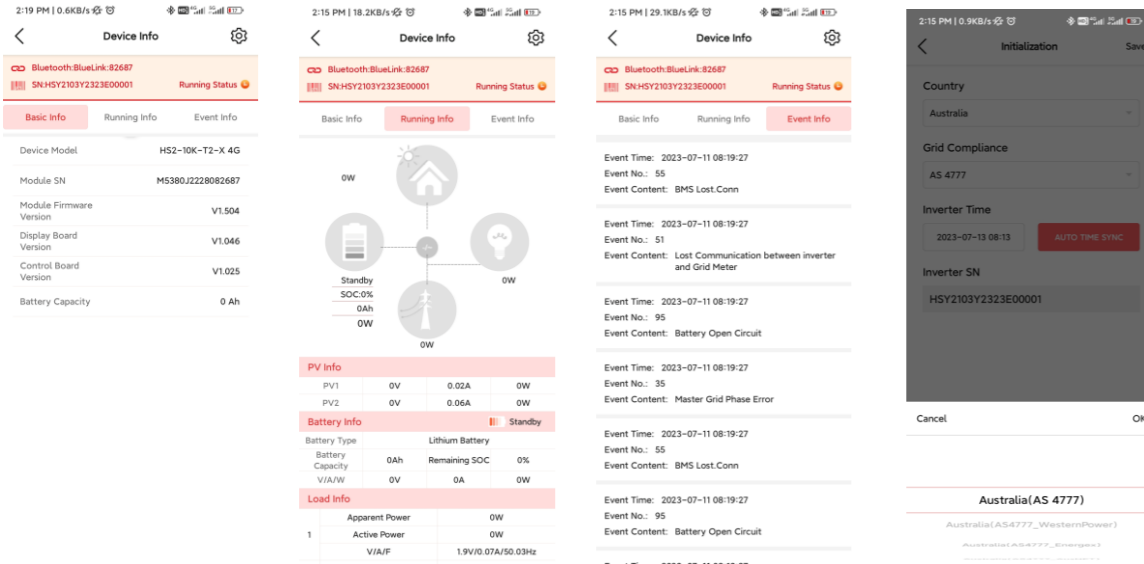 2:19 PM | 0.6KB/s
Device Info
Bluetooth:BlueLink:82687
SN:HSY2103Y2323E00001 Running Status
Basic Info Running Info Event Info
Device Model HS2-10K-T2-X 4G
Module SN M5380J2228082687
Module Firmware Version V1.504
Display Board Version V1.046
Control Board Version V1.025
Battery Capacity 0 Ah
2:15 PM | 18.2KB/s
Device Info
Bluetooth:BlueLink:82687
SN:HSY2103Y2323E00001 Running Status
Basic Info Running Info Event Info
0W
Standby
SOC:0%
0Ah
0W
0W
0W
PV Info
PV1 0V 0.02A 0W
PV2 0V 0.06A 0W
Battery Info Standby
Battery Type Lithium Battery
Battery Capacity 0Ah Remaining SOC 0%
V/A/W 0V 0A 0W
Load Info
Apparent Power 0W
1 Active Power 0W
V/A/F 1.9V/0.07A/50.03Hz
2:15 PM | 29.1KB/s
Device Info
Bluetooth:BlueLink:82687
SN:HSY2103Y2323E00001 Running Status
Basic Info Running Info Event Info
Event Time: 2023-07-11 08:19:27
Event No.: 55
Event Content: BMS Lost.Conn
Event Time: 2023-07-11 08:19:27
Event No.: 51
Event Content: Lost Communication between inverter
and Grid Meter
Event Time: 2023-07-11 08:19:27
Event No.: 95
Event Content: Battery Open Circuit
Event Time: 2023-07-11 08:19:27
Event No.: 35
Event Content: Master Grid Phase Error
Event Time: 2023-07-11 08:19:27
Event No.: 55
Event Content: BMS Lost.Conn
Event Time: 2023-07-11 08:19:27
Event No.: 95
Event Content: Battery Open Circuit
2:15 PM | 0.9KB/s
Initialization Save
Country
Australia
Grid Compliance
AS 4777
Inverter Time
2023-07-13 08:13 AUTO TIME SYNC
Inverter SN
HSY2103Y2323E00001
Cancel OK
Australia(AS 4777)
Australia(AS4777_WesternPower)
Australia(AS4777_Energex)